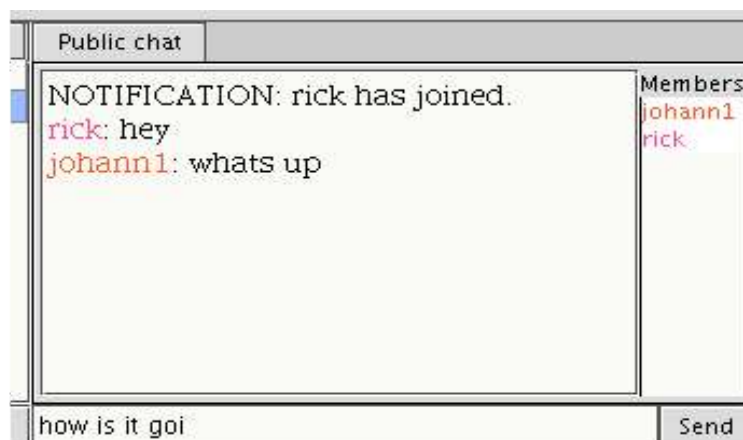 Public chat
NOTIFICATION: rick has joined.
rick: hey
johann1: whats up
Members
johann1
rick
how is it goi
Send